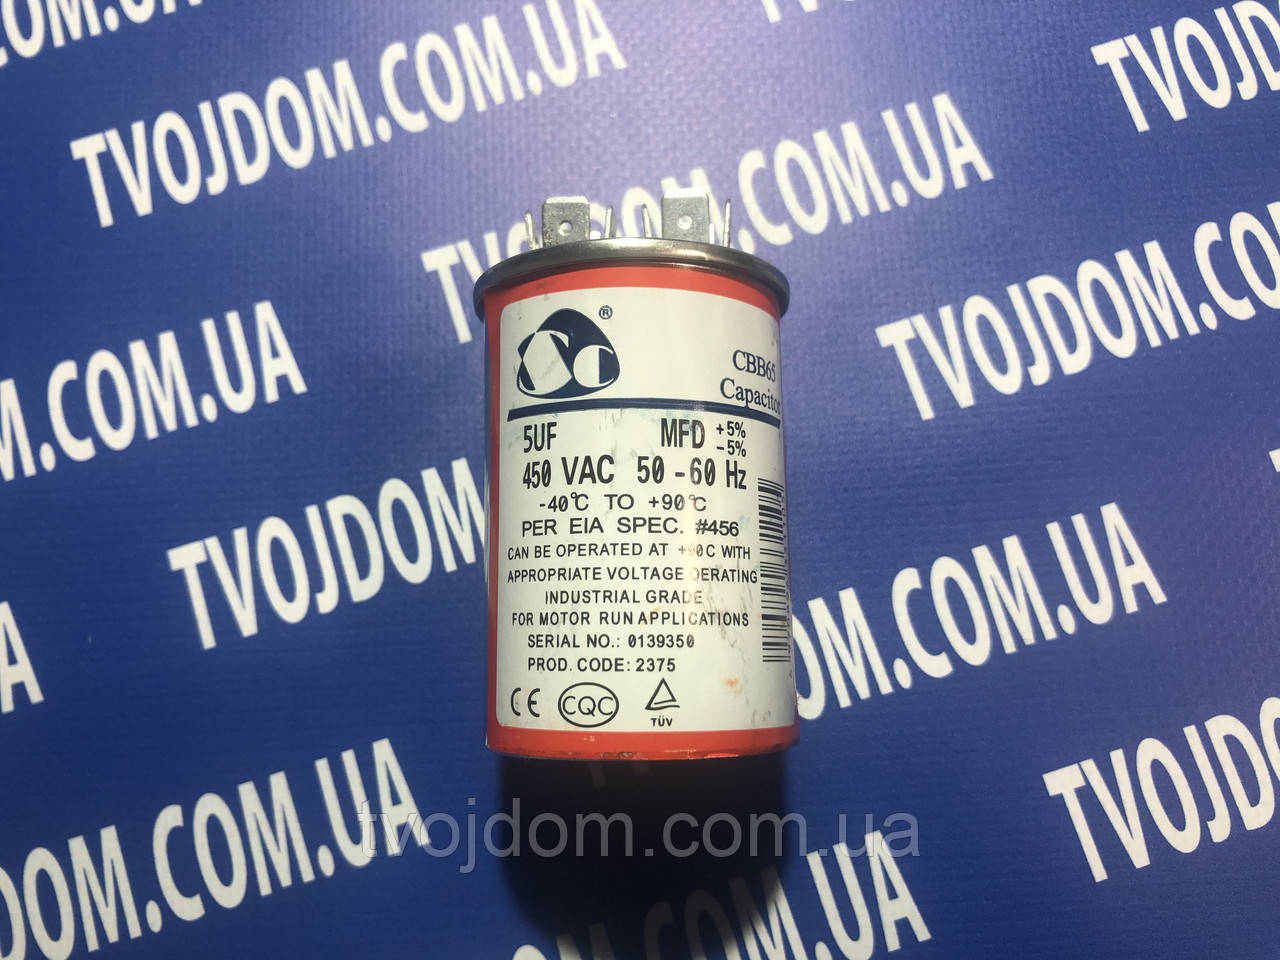 TVOJDOM.COM.UA
TVOJDOM.COM.UA
TVOJDOM.COM.UA
TVOJDOM.COM.UA
®
Sc
CBB65
Capacitor
5UF MFD +5% -5%
450 VAC 50-60 Hz
-40℃ TO +90℃
PER EIA SPEC. #456
CAN BE OPERATED AT +90C WITH
APPROPRIATE VOLTAGE DERATING
INDUSTRIAL GRADE
FOR MOTOR RUN APPLICATIONS
SERIAL NO.: 0139350
PROD. CODE: 2375
CE CQC TÜV
tvojdom.com.ua